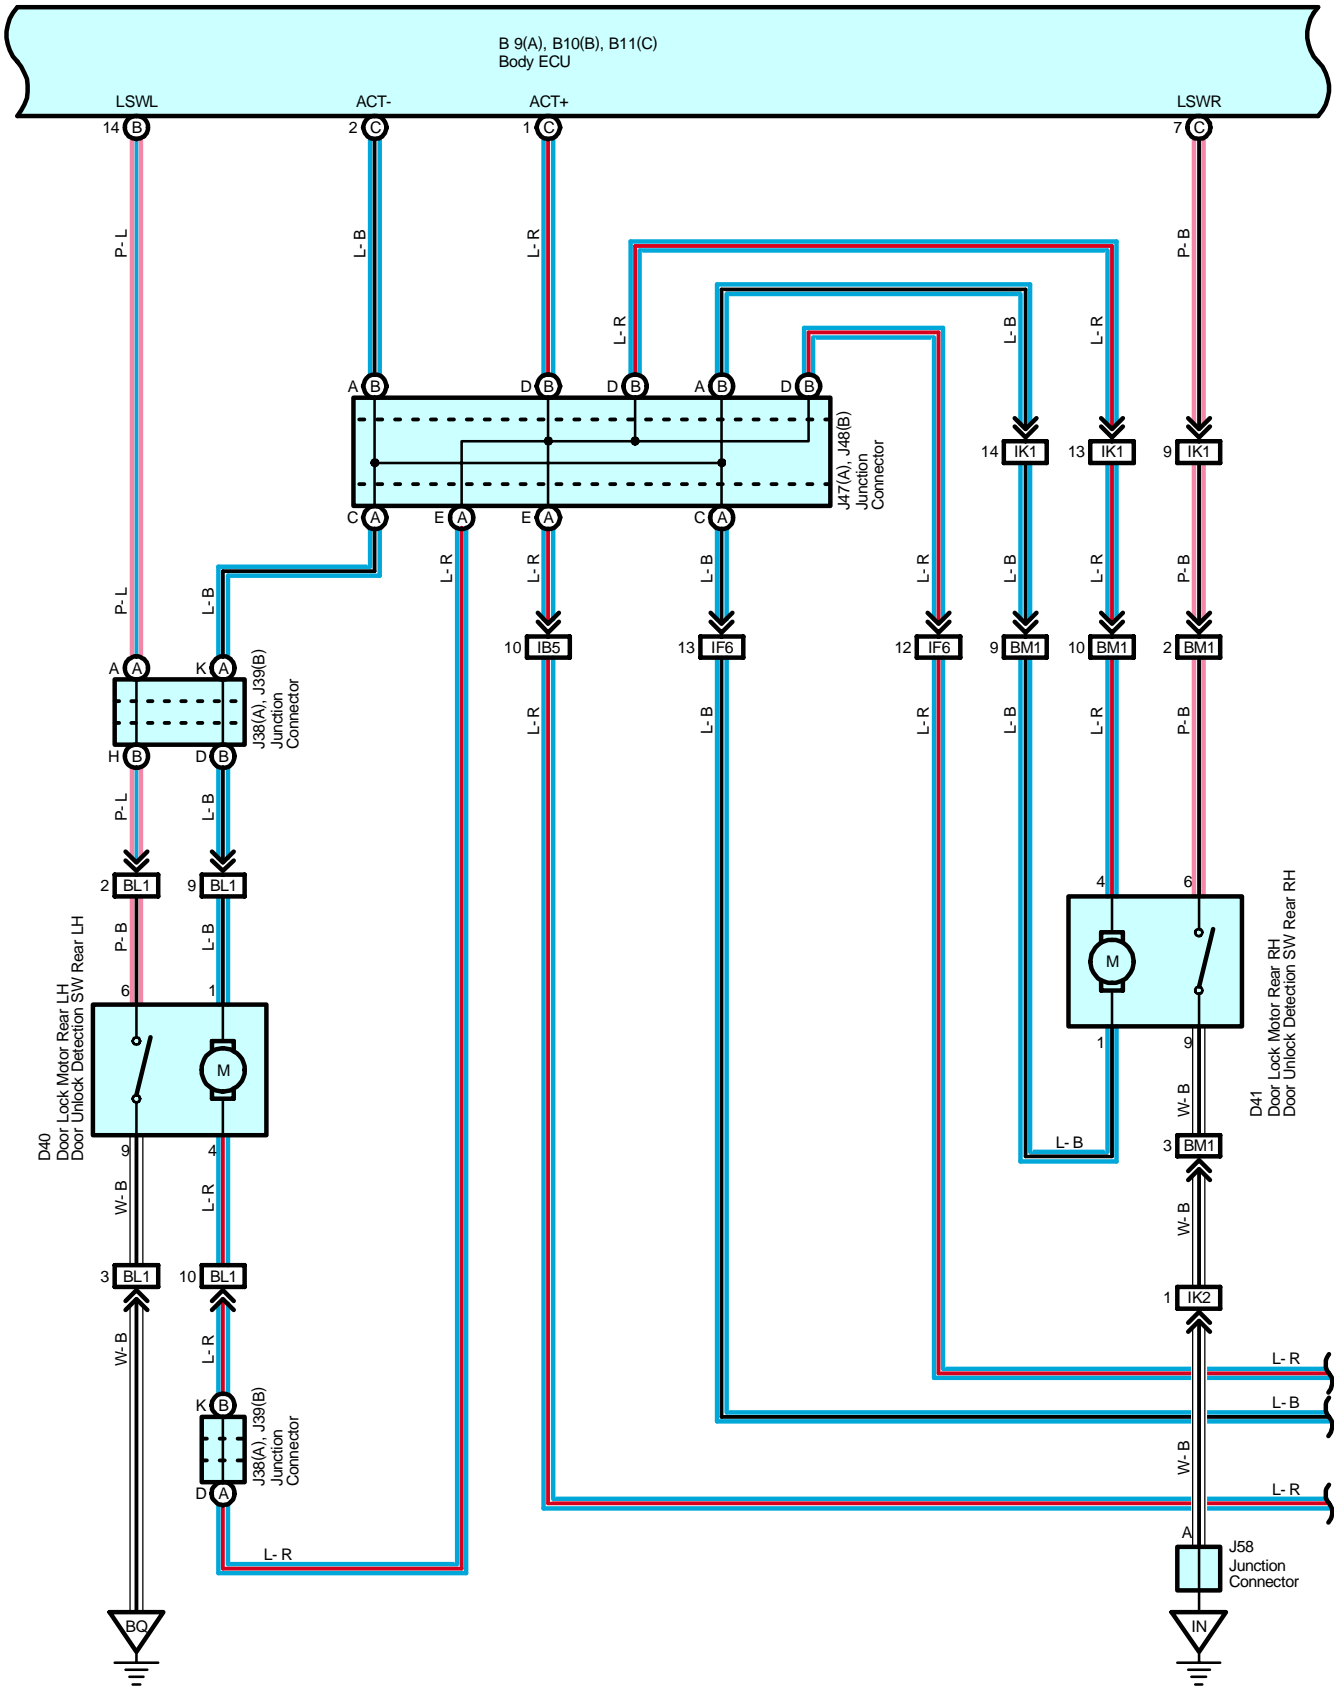 B 9(A), B10(B), B11(C)
Body ECU
LSWL
ACT-
ACT+
LSWR
14 B
2 C
1 C
7 C
P- L
L- B
L- R
P- B
L- R
L- B
L- R
A B
D B
D B
A B
D B
J47(A), J48(B)
Junction
Connector
14 IK1
13 IK1
9 IK1
C A
E A
E A
C A
P- L
L- B
L- R
L- R
L- B
L- R
L- B
L- R
P- B
10 IB5
13 IF6
12 IF6
9 BM1
10 BM1
2 BM1
A A
K A
J38(A), J39(B)
Junction
Connector
H B
D B
L- R
L- B
L- R
L- B
L- R
P- B
P- L
L- B
2 BL1
9 BL1
P- B
L- B
4
6
M
D41
Door Lock Motor Rear RH
Door Unlock Detection SW Rear RH
1
9
6
1
M
D40
Door Lock Motor Rear LH
Door Unlock Detection SW Rear LH
9
4
W- B
L- B
3 BM1
W- B
L- R
W- B
3 BL1
10 BL1
1 IK2
W- B
L- R
L- R
L- B
K B
J38(A), J39(B)
Junction
Connector
D A
W- B
L- R
L- R
A
J58
Junction
Connector
BQ
IN